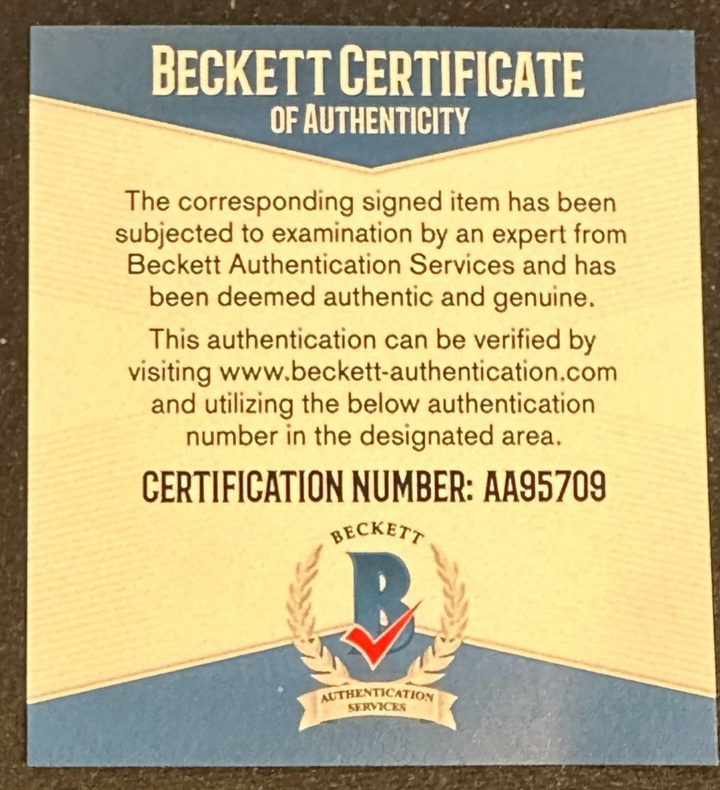 BECKETT CERTIFICATE
OF AUTHENTICITY
The corresponding signed item has been
subjected to examination by an expert from
Beckett Authentication Services and has
been deemed authentic and genuine.
This authentication can be verified by
visiting www.beckett-authentication.com
and utilizing the below authentication
number in the designated area.
CERTIFICATION NUMBER: AA95709
BECKETT
B
AUTHENTICATION
SERVICES